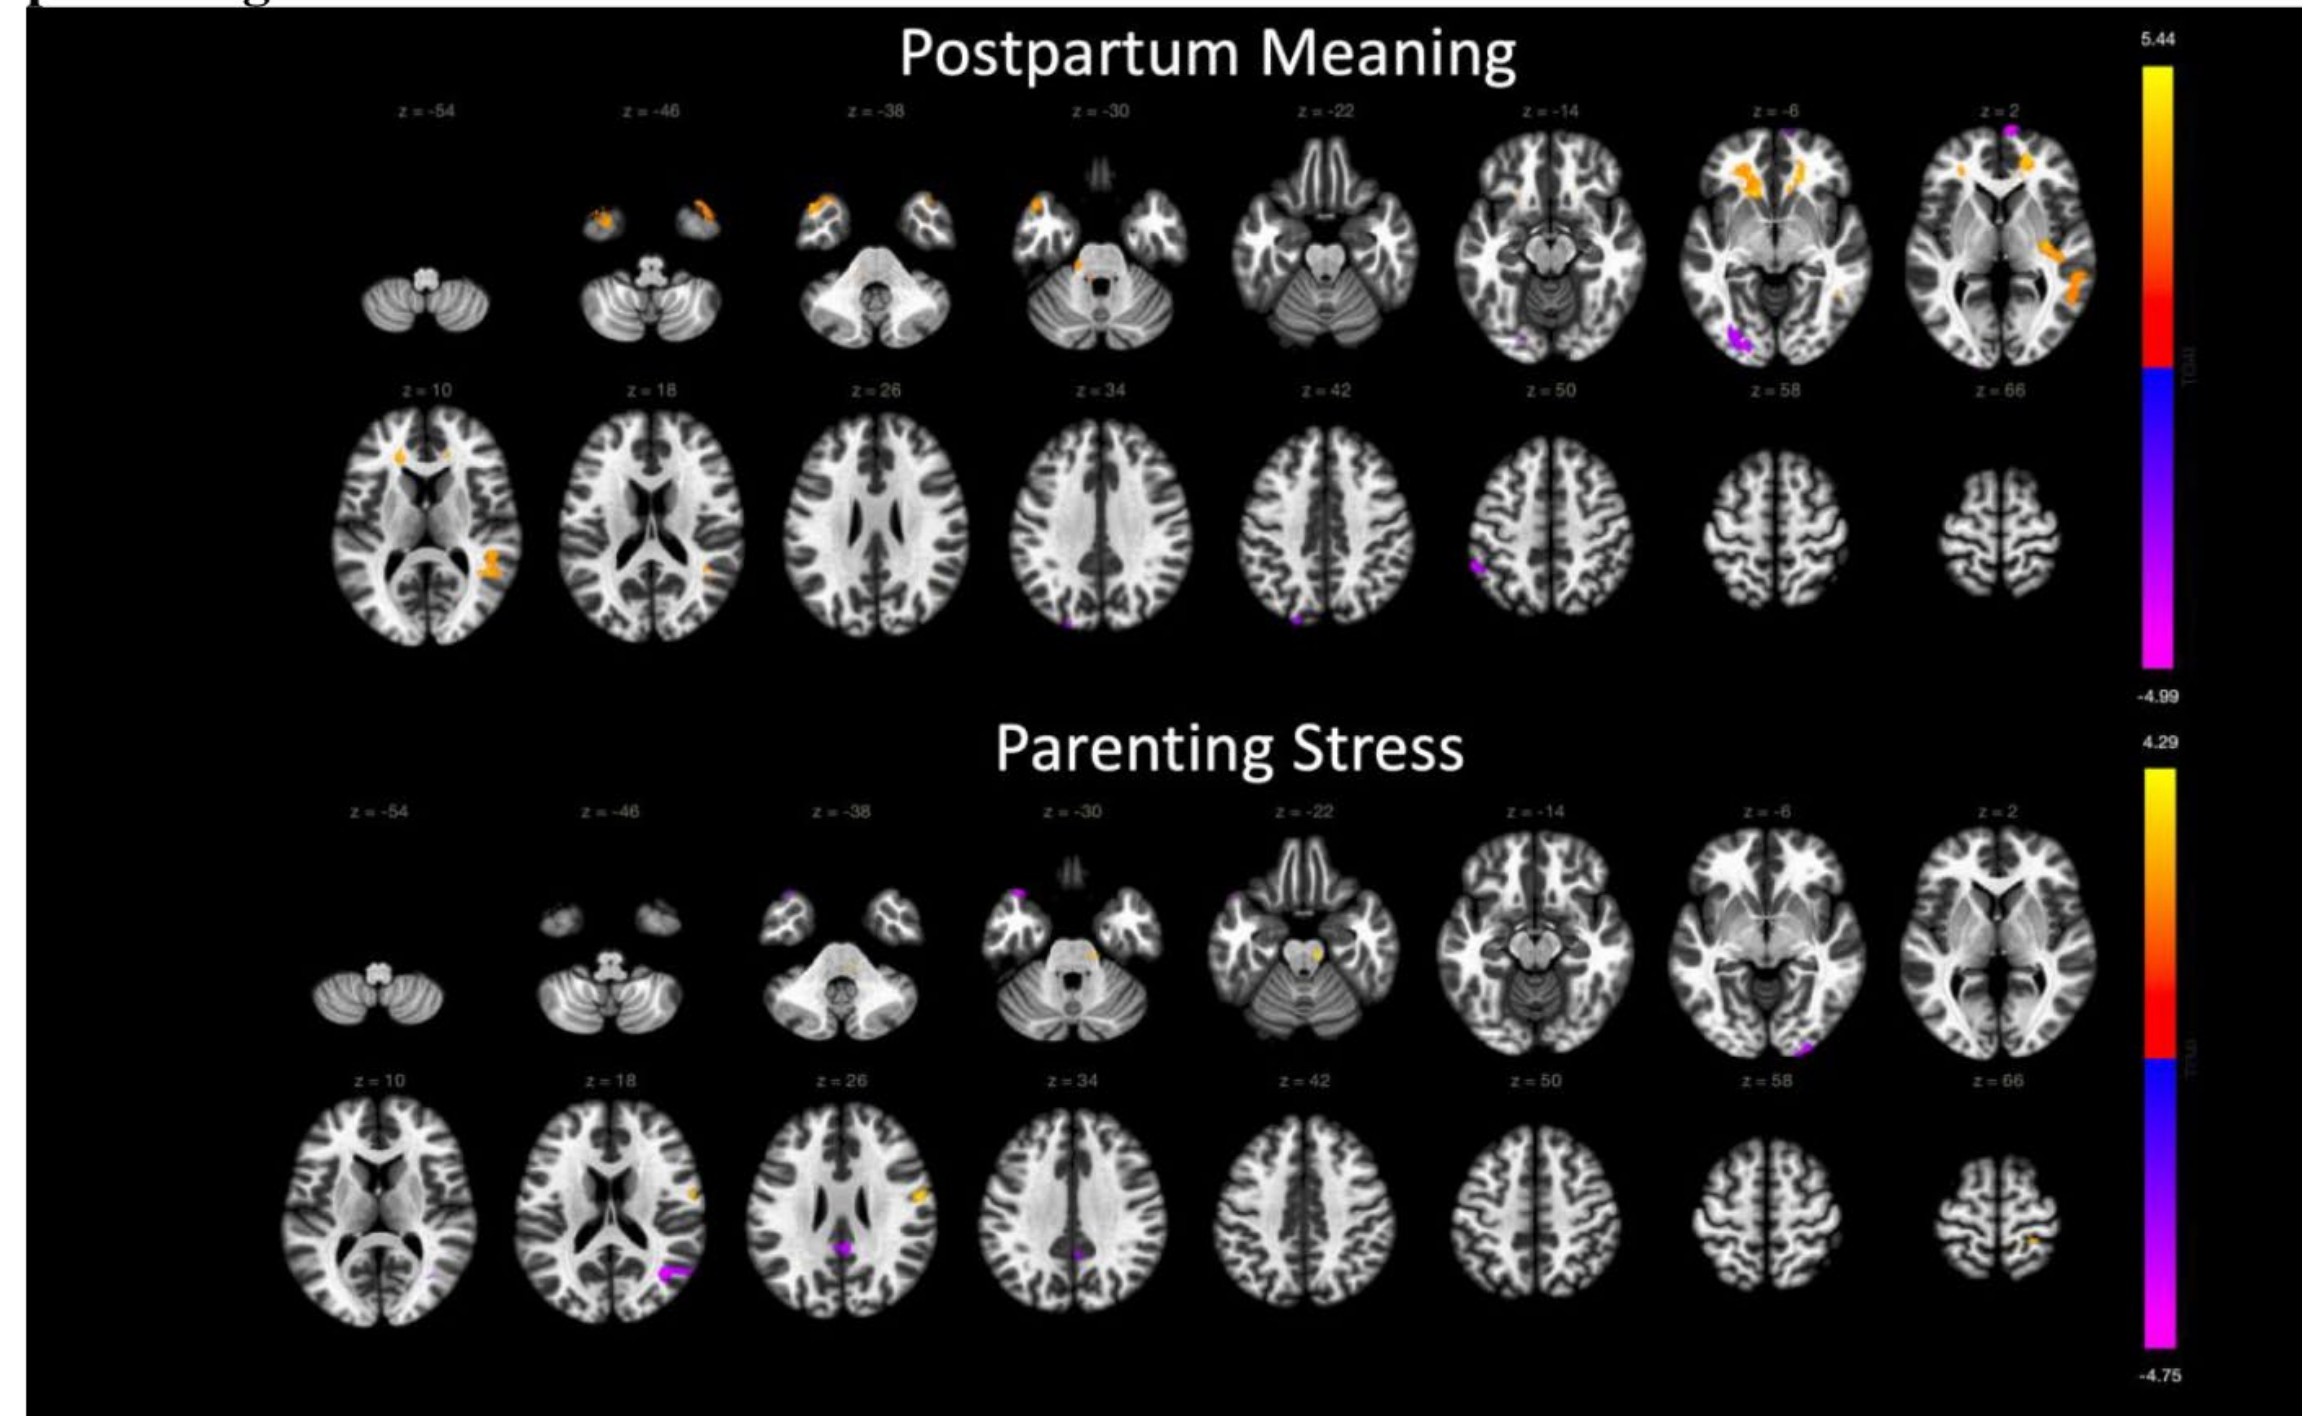 Postpartum Meaning
5.44
z = -54 z = -46 z = -38 z = -30 z = -22 z = -14 z = -6 z = 2
z = 10 z = 18 z = 26 z = 34 z = 42 z = 50 z = 58 z = 66
-4.99
Parenting Stress
4.29
z = -54 z = -46 z = -38 z = -30 z = -22 z = -14 z = -6 z = 2
z = 10 z = 18 z = 26 z = 34 z = 42 z = 50 z = 58 z = 66
-4.75